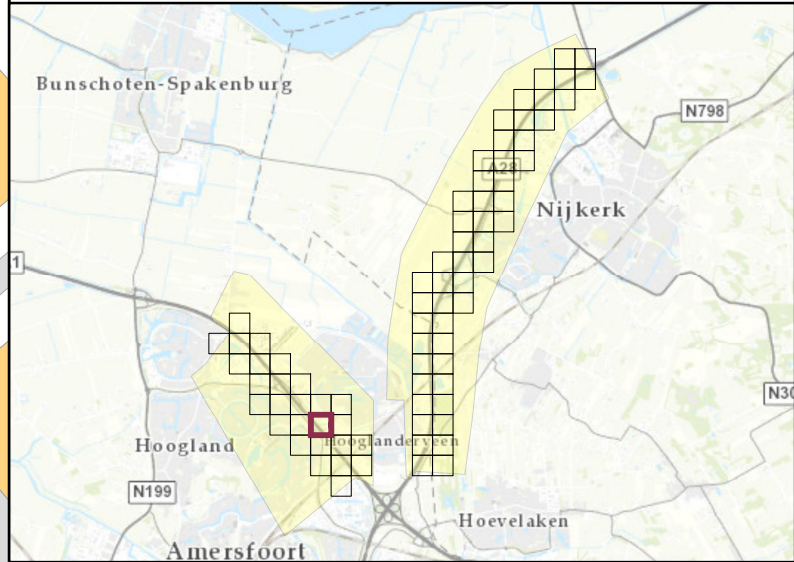 Bunschoten-Spakenburg
N798
A28
Nijkerk
1
N30
Hoogland
Hooglanderveen
N199
Hoevelaken
Amersfoort